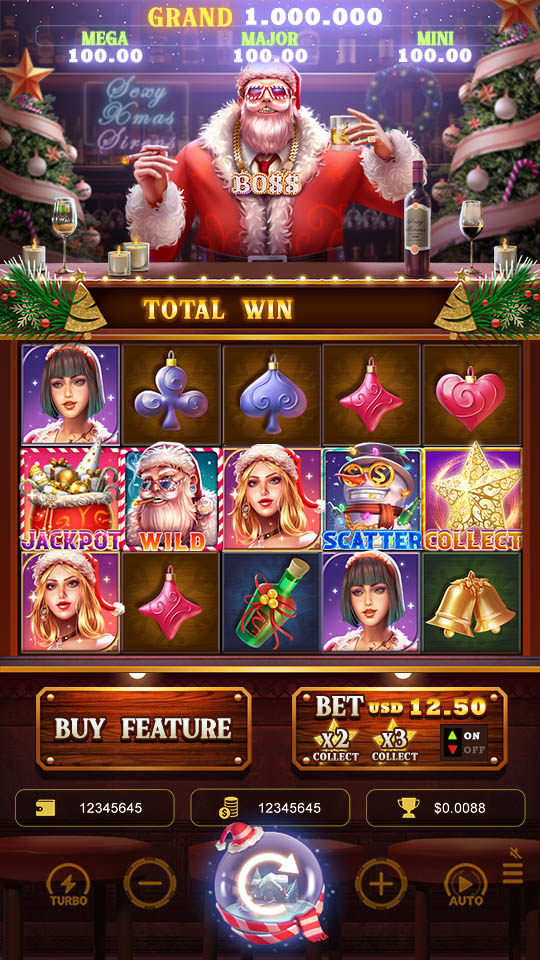 GRAND 1.000.000
MEGA MAJOR MINI
100.00 100.00 100.00
Sexy
Xmas
BO$$
TOTAL WIN
JACKPOT WILD SCATTER COLLECT
BUY FEATURE
BET USD 12.50
x2 x3
COLLECT COLLECT
ON
OFF
12345645 12345645 $0.0088
TURBO AUTO